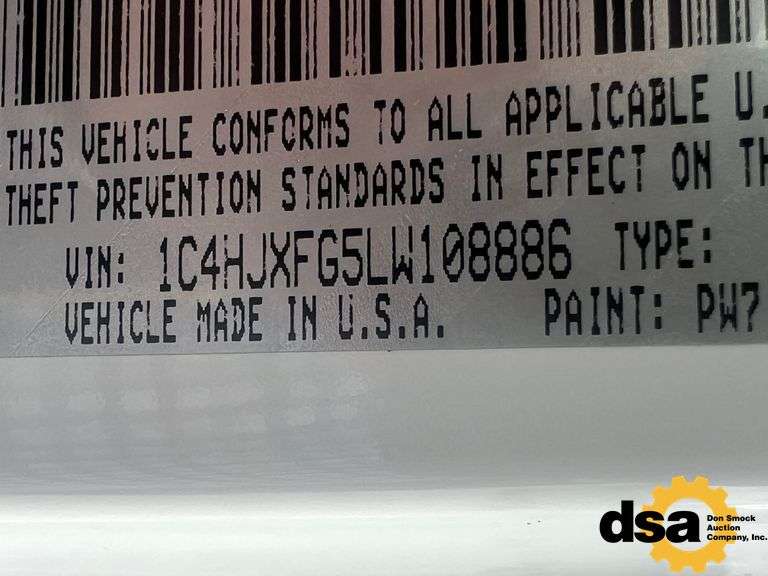 THIS VEHICLE CONFORMS TO ALL APPLICABLE U.
THEFT PREVENTION STANDARDS IN EFFECT ON TH
VIN: 1C4HJXFG5LW108886 TYPE:
VEHICLE MADE IN U.S.A. PAINT: PW7
dsa Don Smock
Auction
Company, Inc.